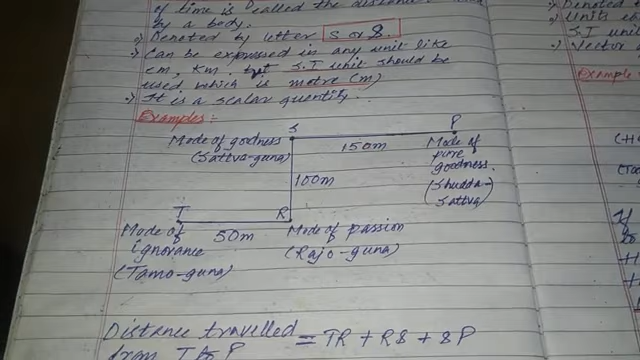 of time is called the distance
by a body.
Denoted by letter S or s.
Can be expressed in any unit like
cm, Km but S.I unit should be
used which is metre (m)
It is a scalar quantity.
Examples:
S
P
Mode of goodness
(Sattva-guna)
150m
Mode of
pure
goodness
(Shudda-
Sattva)
100m
T
R
Mode of
ignorance
(Tamo-guna)
50m
Mode of passion
(Rajo-guna)
Distance travelled = TR + RS + SP
from T to P
Denoted
Units
S.I unit
Vector
Example
If